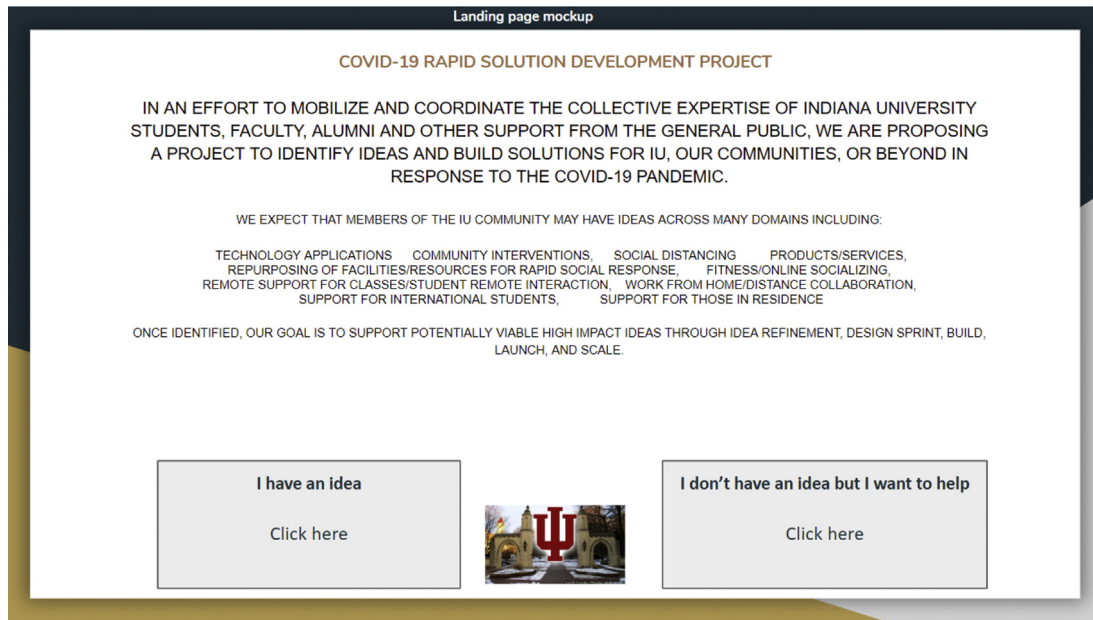 Landing page mockup
COVID-19 RAPID SOLUTION DEVELOPMENT PROJECT
IN AN EFFORT TO MOBILIZE AND COORDINATE THE COLLECTIVE EXPERTISE OF INDIANA UNIVERSITY
STUDENTS, FACULTY, ALUMNI AND OTHER SUPPORT FROM THE GENERAL PUBLIC, WE ARE PROPOSING
A PROJECT TO IDENTIFY IDEAS AND BUILD SOLUTIONS FOR IU, OUR COMMUNITIES, OR BEYOND IN
RESPONSE TO THE COVID-19 PANDEMIC.
WE EXPECT THAT MEMBERS OF THE IU COMMUNITY MAY HAVE IDEAS ACROSS MANY DOMAINS INCLUDING:
TECHNOLOGY APPLICATIONS COMMUNITY INTERVENTIONS, SOCIAL DISTANCING PRODUCTS/SERVICES,
REPURPOSING OF FACILITIES/RESOURCES FOR RAPID SOCIAL RESPONSE, FITNESS/ONLINE SOCIALIZING,
REMOTE SUPPORT FOR CLASSES/STUDENT REMOTE INTERACTION, WORK FROM HOME/DISTANCE COLLABORATION,
SUPPORT FOR INTERNATIONAL STUDENTS, SUPPORT FOR THOSE IN RESIDENCE
ONCE IDENTIFIED, OUR GOAL IS TO SUPPORT POTENTIALLY VIABLE HIGH IMPACT IDEAS THROUGH IDEA REFINEMENT, DESIGN SPRINT, BUILD,
LAUNCH, AND SCALE.
I have an idea
Click here
I don't have an idea but I want to help
Click here